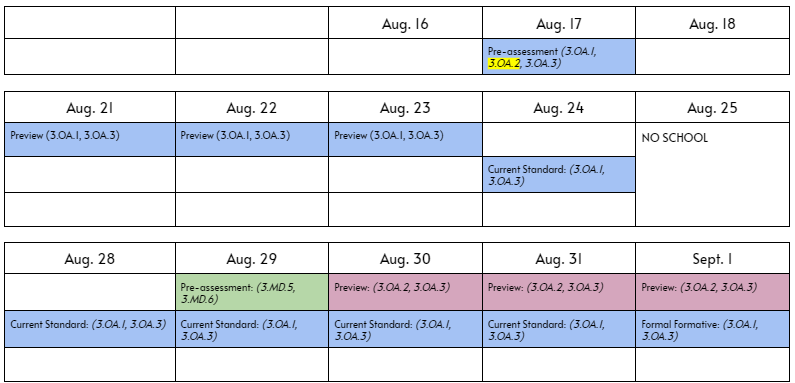 Aug. 16 Aug. 17 Aug. 18
Pre-assessment (3.OA.1,
3.OA.2, 3.OA.3)
Aug. 21 Aug. 22 Aug. 23 Aug. 24 Aug. 25
Preview (3.OA.1, 3.OA.3) Preview (3.OA.1, 3.OA.3) Preview (3.OA.1, 3.OA.3) NO SCHOOL
Current Standard: (3.OA.1,
3.OA.3)
Aug. 28 Aug. 29 Aug. 30 Aug. 31 Sept. 1
Pre-assessment: (3.MD.5,
3.MD.6)
Preview: (3.OA.2, 3.OA.3) Preview: (3.OA.2, 3.OA.3) Preview: (3.OA.2, 3.OA.3)
Current Standard: (3.OA.1, 3.OA.3)
Current Standard: (3.OA.1,
3.OA.3)
Current Standard: (3.OA.1,
3.OA.3)
Current Standard: (3.OA.1,
3.OA.3)
Formal Formative: (3.OA.1,
3.OA.3)